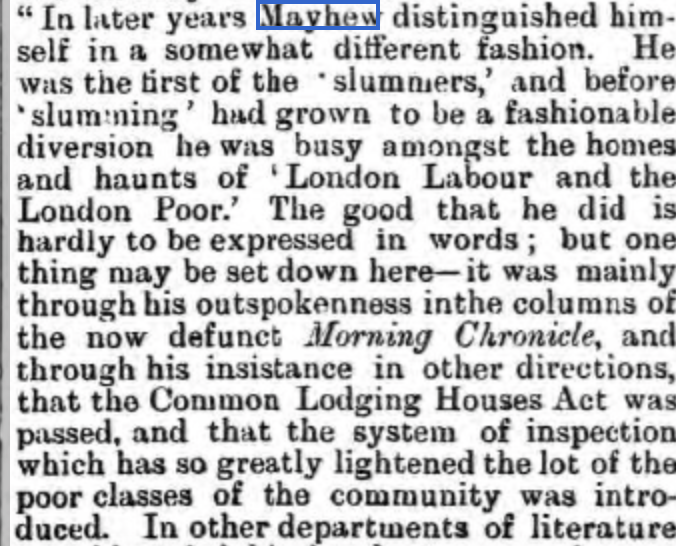 “ In later years Mayhew distinguished him-
self in a somewhat different fashion. He
was the first of the ‘ slummers,’ and before
‘ slumming ’ had grown to be a fashionable
diversion he was busy amongst the homes
and haunts of ‘ London Labour and the
London Poor.’ The good that he did is
hardly to be expressed in words ; but one
thing may be set down here—it was mainly
through his outspokenness inthe columns of
the now defunct Morning Chronicle, and
through his insistance in other directions,
that the Common Lodging Houses Act was
passed, and that the system of inspection
which has so greatly lightened the lot of the
poor classes of the community was intro-
duced. In other departments of literature